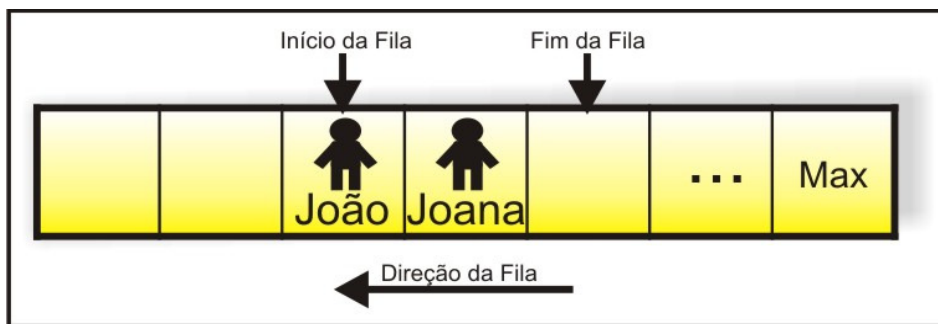 Início da Fila Fim da Fila
João Joana ... Max
Direção da Fila